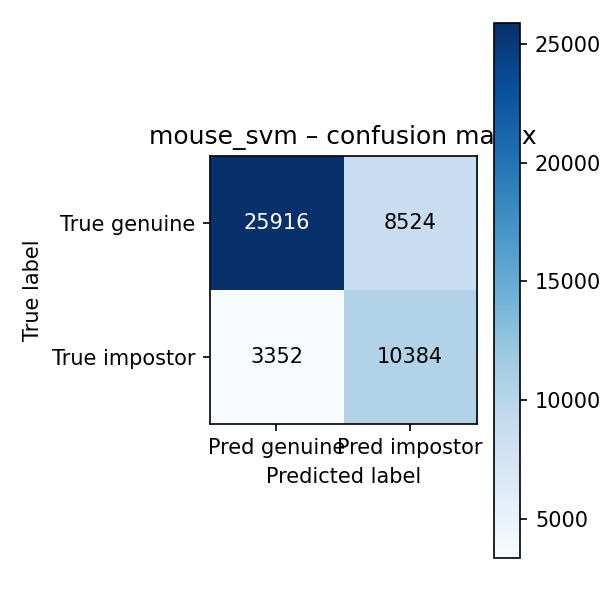 mouse_svm – confusion ma x
True label
True genuine
True impostor
25916
8524
3352
10384
Pred genuine
Pred impostor
Predicted label
25000
20000
15000
10000
5000